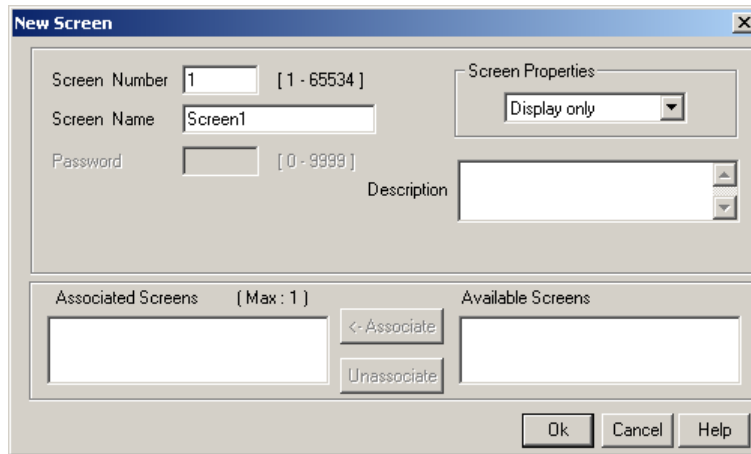 New Screen
Screen Number 1 [ 1 - 65534 ]
Screen Properties
Display only
Screen Name Screen1
Password [ 0 - 9999 ]
Description
Associated Screens ( Max : 1 )
Available Screens
<- Associate
Unassociate
Ok Cancel Help